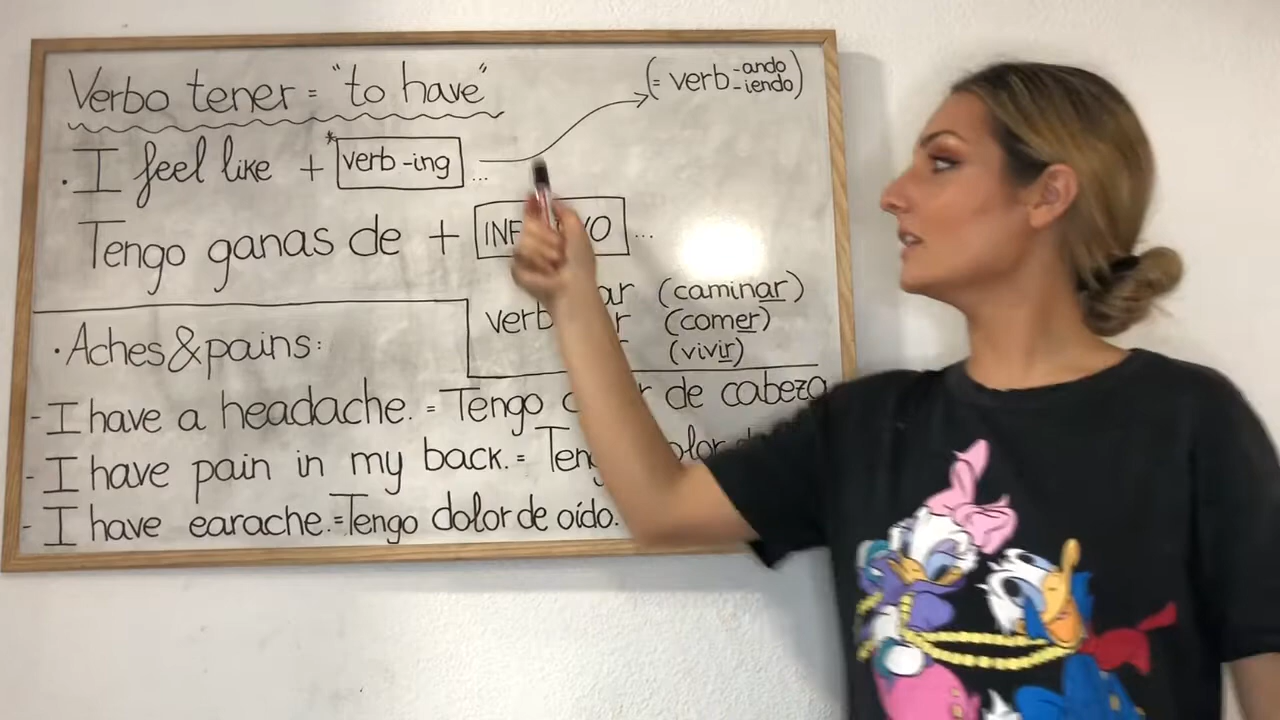 Verbo tener = "to have"
(= verb -ando
-iendo)
· I feel like + *verb -ing ...
Tengo ganas de + ...
ar (caminar)
verb r (comer)
(vivir)
· Aches & pains:
- I have a headache. = Tengo de cabeza
- I have pain in my back. =
- I have earache. = Tengo dolor de oído.